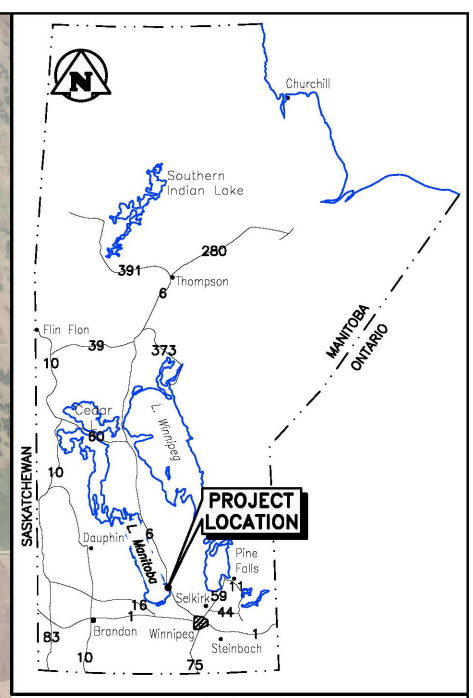 N
Churchill
Southern
Indian Lake
280
391
Thompson
6
Flin Flon
39
373
10
MANITOBA
ONTARIO
Cedar
L.
60
L. Winnipeg
10
SASKATCHEWAN
PROJECT
LOCATION
6
Dauphin
L. Manitoba
Pine
Falls
11
59
Selkirk
44
16
1
Brandon
Winnipeg
1
83
Steinbach
10
75